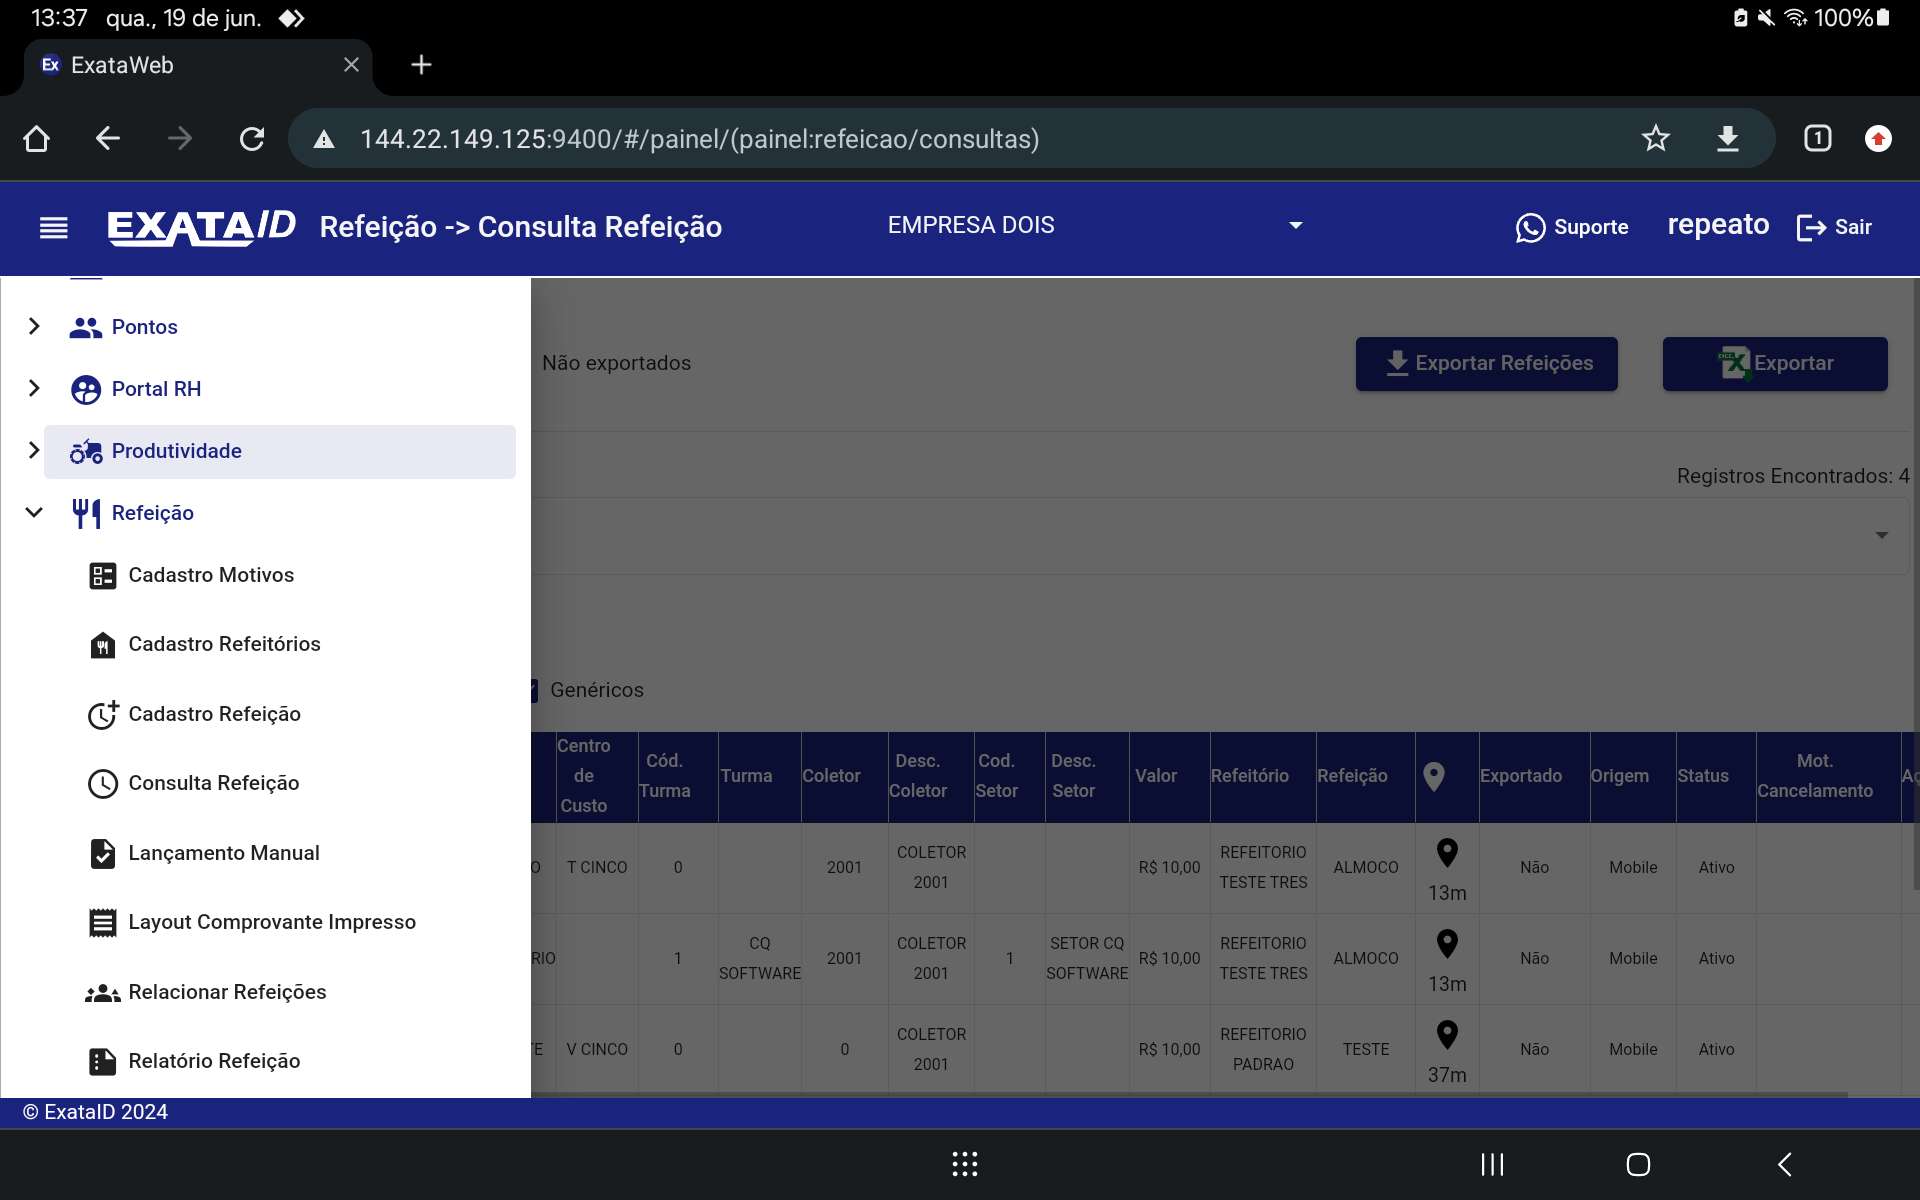 13:37 qua., 19 de jun. 100%
Ex ExataWeb
144.22.149.125:9400/#/painel/(painel:refeicao/consultas) 1
EXATAID Refeição -> Consulta Refeição EMPRESA DOIS Suporte repeato Sair
Pontos
Portal RH
Produtividade
Refeição
Cadastro Motivos
Cadastro Refeitórios
Cadastro Refeição
Consulta Refeição
Lançamento Manual
Layout Comprovante Impresso
Relacionar Refeições
Relatório Refeição
Não exportados Exportar Refeições Exportar
Registros Encontrados: 4
Genéricos
Centro de Custo Cód. Turma Turma Coletor Desc. Coletor Cod. Setor Desc. Setor Valor Refeitório Refeição Exportado Origem Status Mot. Cancelamento
O T CINCO 0 2001 COLETOR 2001 R$ 10,00 REFEITORIO TESTE TRES ALMOCO 13m Não Mobile Ativo
RIO 1 CQ SOFTWARE 2001 COLETOR 2001 1 SETOR CQ SOFTWARE R$ 10,00 REFEITORIO TESTE TRES ALMOCO 13m Não Mobile Ativo
TE V CINCO 0 0 COLETOR 2001 R$ 10,00 REFEITORIO PADRAO TESTE 37m Não Mobile Ativo
© ExataID 2024